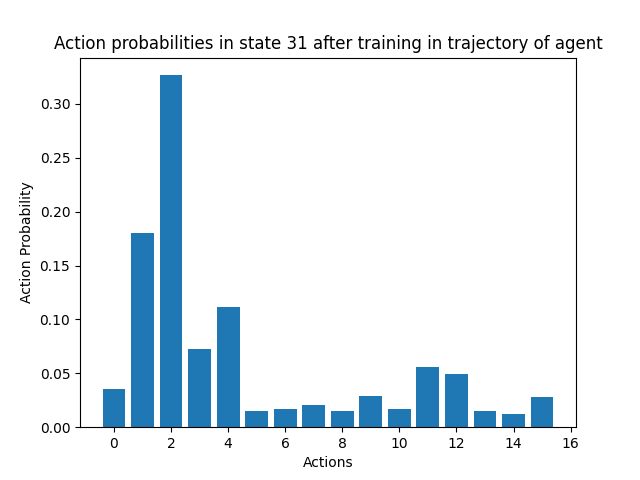 Action probabilities in state 31 after training in trajectory of agent
0.30
0.25
0.20
0.15
0.10
0.05
0.00
Action Probability
0 2 4 6 8 10 12 14 16
Actions